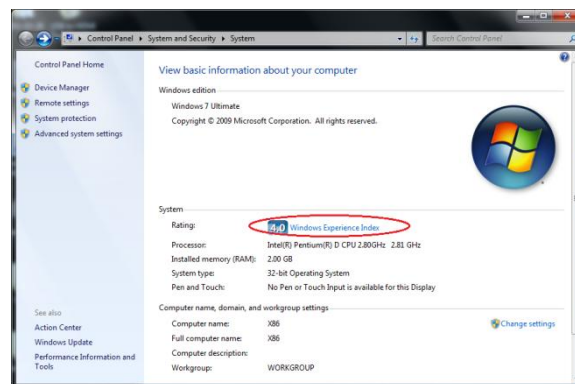 Control Panel ▸ System and Security ▸ System
Search Control Panel
Control Panel Home
Device Manager
Remote settings
System protection
Advanced system settings
See also
Action Center
Windows Update
Performance Information and
Tools
View basic information about your computer
Windows edition
Windows 7 Ultimate
Copyright © 2009 Microsoft Corporation. All rights reserved.
System
Rating: 4,0 Windows Experience Index
Processor: Intel(R) Pentium(R) D CPU 2.80GHz 2.81 GHz
Installed memory (RAM): 2.00 GB
System type: 32-bit Operating System
Pen and Touch: No Pen or Touch Input is available for this Display
Computer name, domain, and workgroup settings
Computer name: X86
Change settings
Full computer name: X86
Computer description:
Workgroup: WORKGROUP